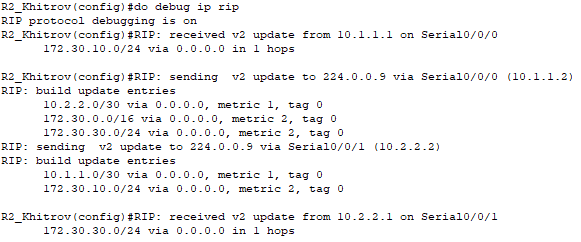 R2_Khitrov(config)#do debug ip rip
RIP protocol debugging is on
R2_Khitrov(config)#RIP: received v2 update from 10.1.1.1 on Serial0/0/0
172.30.10.0/24 via 0.0.0.0 in 1 hops
R2_Khitrov(config)#RIP: sending  v2 update to 224.0.0.9 via Serial0/0/0 (10.1.1.2)
RIP: build update entries
10.2.2.0/30 via 0.0.0.0, metric 1, tag 0
172.30.0.0/16 via 0.0.0.0, metric 2, tag 0
172.30.30.0/24 via 0.0.0.0, metric 2, tag 0
RIP: sending  v2 update to 224.0.0.9 via Serial0/0/1 (10.2.2.2)
RIP: build update entries
10.1.1.0/30 via 0.0.0.0, metric 1, tag 0
172.30.10.0/24 via 0.0.0.0, metric 2, tag 0
R2_Khitrov(config)#RIP: received v2 update from 10.2.2.1 on Serial0/0/1
172.30.30.0/24 via 0.0.0.0 in 1 hops